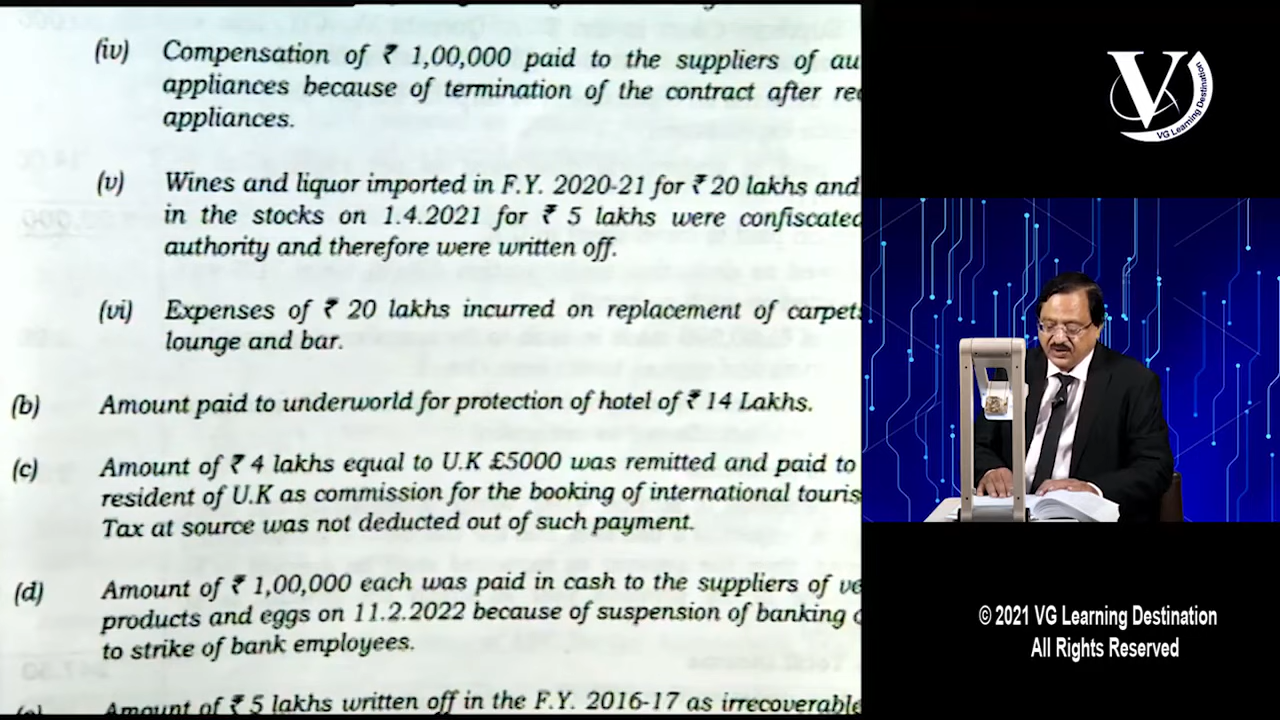 (iv) Compensation of ₹ 1,00,000 paid to the suppliers of au
appliances because of termination of the contract after rec
appliances.
(v) Wines and liquor imported in F.Y. 2020-21 for ₹ 20 lakhs and
in the stocks on 1.4.2021 for ₹ 5 lakhs were confiscated
authority and therefore were written off.
(vi) Expenses of ₹ 20 lakhs incurred on replacement of carpets
lounge and bar.
(b) Amount paid to underworld for protection of hotel of ₹ 14 Lakhs.
(c) Amount of ₹ 4 lakhs equal to U.K £5000 was remitted and paid to
resident of U.K as commission for the booking of international touris
Tax at source was not deducted out of such payment.
(d) Amount of ₹ 1,00,000 each was paid in cash to the suppliers of ve
products and eggs on 11.2.2022 because of suspension of banking
to strike of bank employees.
Amount of ₹ 5 lakhs written off in the F.Y. 2016-17 as irrecoverable
V
VG Learning Destination
© 2021 VG Learning Destination
All Rights Reserved